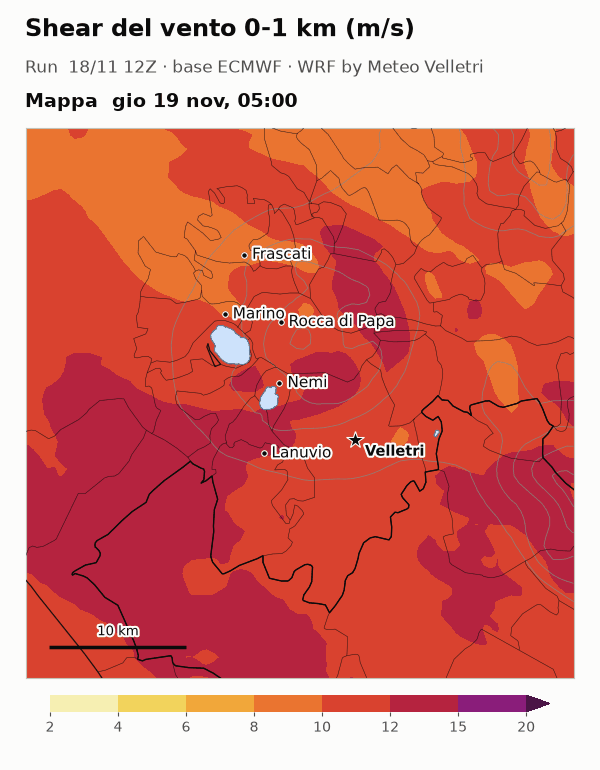 Shear del vento 0-1 km (m/s)
Run  18/11 12Z · base ECMWF · WRF by Meteo Velletri
Mappa  gio 19 nov, 05:00
Frascati
Marino
Rocca di Papa
Nemi
Velletri
Lanuvio
10 km
2 4 6 8 10 12 15 20